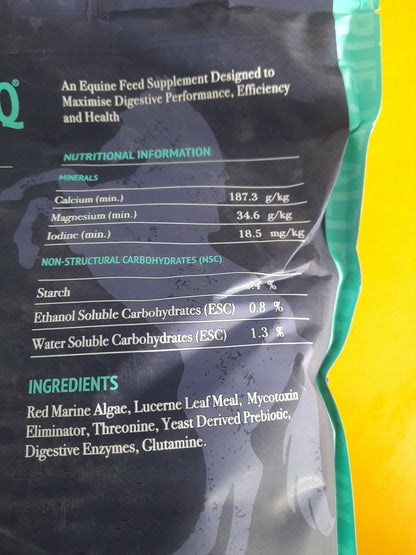 Q®
An Equine Feed Supplement Designed to
Maximise Digestive Performance, Efficiency
and Health
NUTRITIONAL INFORMATION
MINERALS
Calcium (min.) 187.3 g/kg
Magnesium (min.) 34.6 g/kg
Iodine (min.) 18.5 mg/kg
NON-STRUCTURAL CARBOHYDRATES (NSC)
Starch %
Ethanol Soluble Carbohydrates (ESC) 0.8 %
Water Soluble Carbohydrates (ESC) 1.3 %
INGREDIENTS
Red Marine Algae, Lucerne Leaf Meal, Mycotoxin
Eliminator, Threonine, Yeast Derived Prebiotic,
Digestive Enzymes, Glutamine.